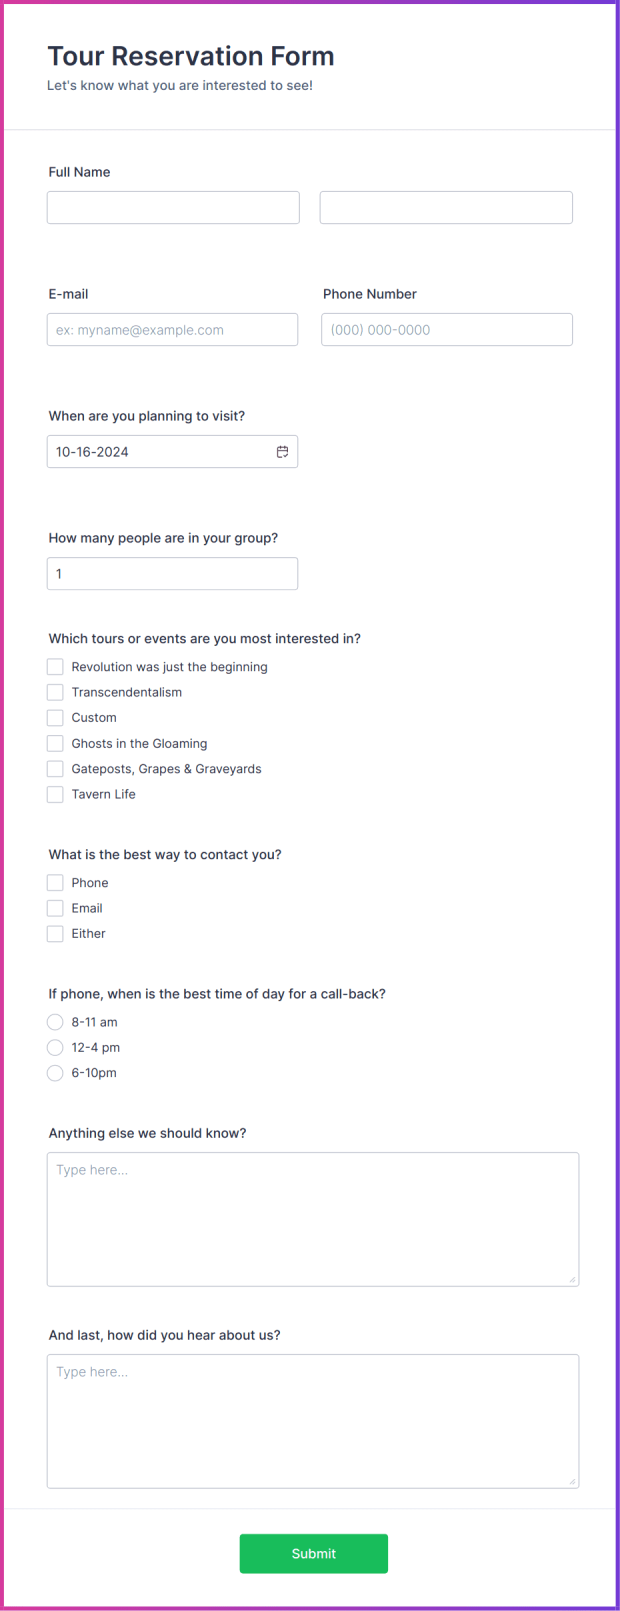 Tour Reservation Form
Let's know what you are interested to see!
Full Name
E-mail
Phone Number
ex: myname@example.com
(000) 000-0000
When are you planning to visit?
10-16-2024
How many people are in your group?
1
Which tours or events are you most interested in?
Revolution was just the beginning
Transcendentalism
Custom
Ghosts in the Gloaming
Gateposts, Grapes & Graveyards
Tavern Life
What is the best way to contact you?
Phone
Email
Either
If phone, when is the best time of day for a call-back?
8-11 am
12-4 pm
6-10pm
Anything else we should know?
Type here...
And last, how did you hear about us?
Type here...
Submit